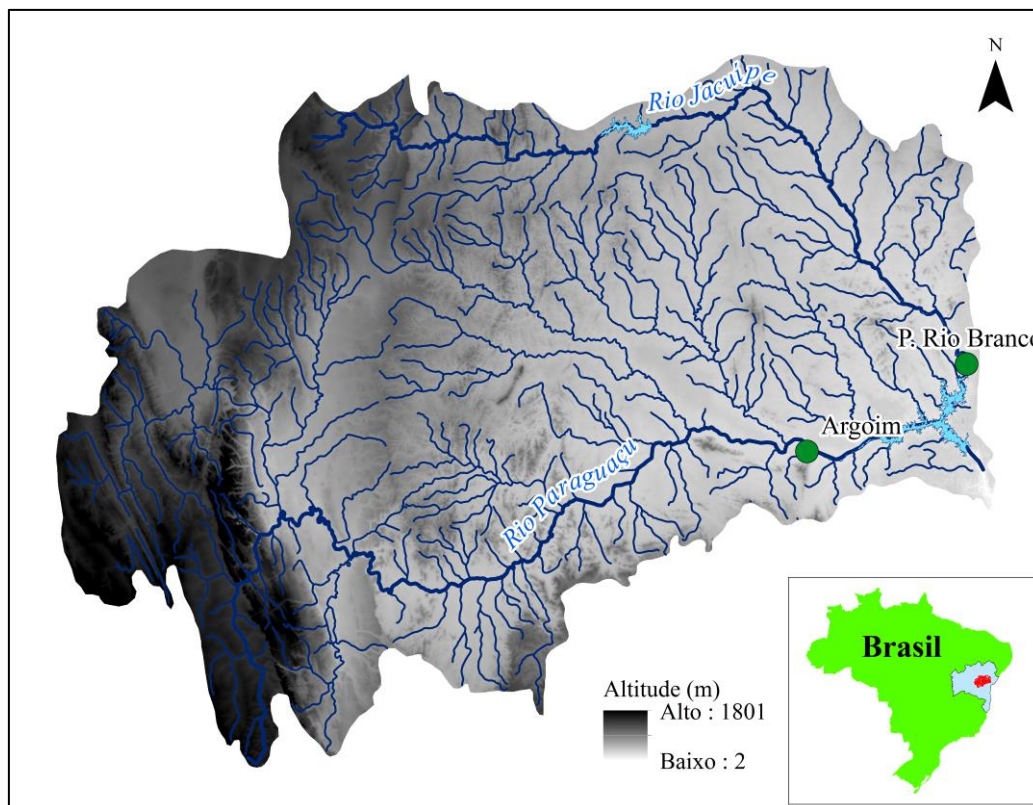 N
Rio Jacuípe
P. Rio Branco
Argoim
Rio Paraguaçu
Altitude (m)
Alto : 1801
Baixo : 2
Brasil